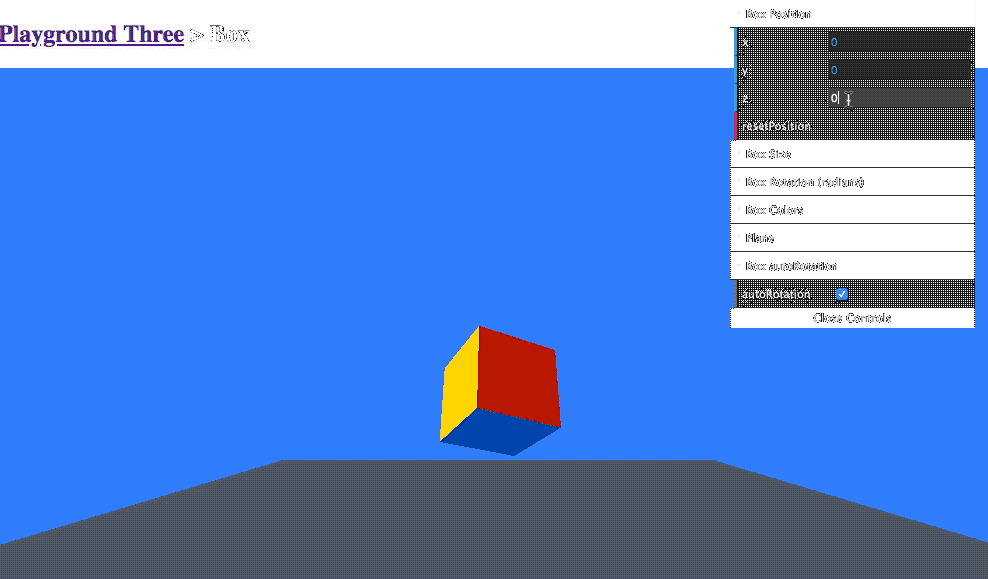 Playground Three > Box
Box Position
x 0
y 0
z 0
resetPosition
Box Size
Box Rotation (radians)
Box Colors
Plane
Box autoRotation
autoRotation
Close Controls